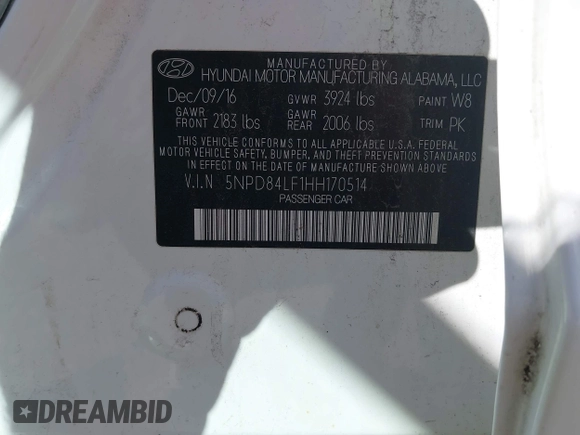 MANUFACTURED BY
HYUNDAI MOTOR MANUFACTURING ALABAMA, LLC
Dec/09/16 GVWR 3924 lbs PAINT W8
GAWR FRONT 2183 lbs GAWR REAR 2006 lbs TRIM PK
THIS VEHICLE CONFORMS TO ALL APPLICABLE U.S.A. FEDERAL
MOTOR VEHICLE SAFETY, BUMPER, AND THEFT PREVENTION STANDARDS
IN EFFECT ON THE DATE OF MANUFACTURE SHOWN ABOVE
V.I.N 5NPD84LF1HH170514
PASSENGER CAR
DREAMBID